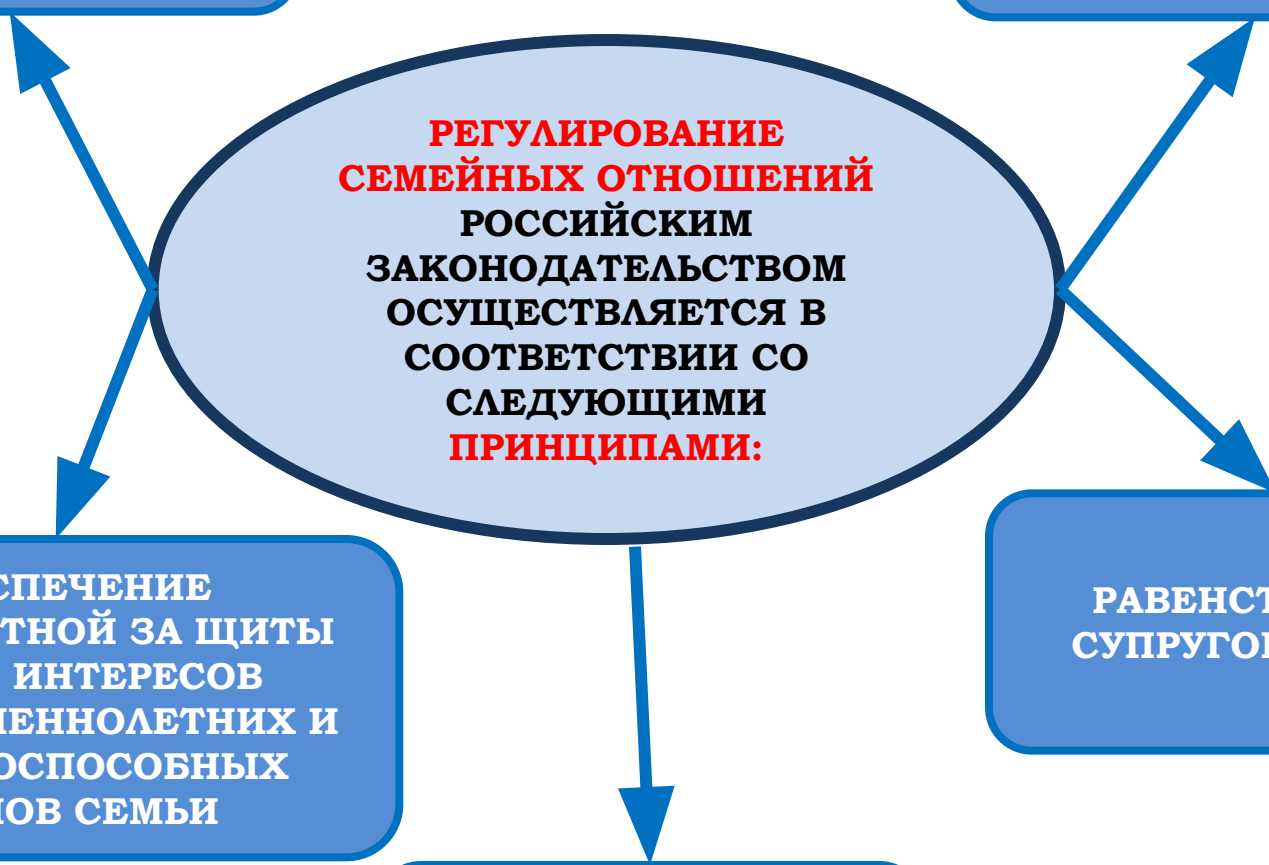 РЕГУЛИРОВАНИЕ
СЕМЕЙНЫХ ОТНОШЕНИЙ
РОССИЙСКИМ
ЗАКОНОДАТЕЛЬСТВОМ
ОСУЩЕСТВЛЯЕТСЯ В
СООТВЕТСТВИИ СО
СЛЕДУЮЩИМИ
ПРИНЦИПАМИ:
СПЕЧЕНИЕ
ТНОЙ ЗА ЩИТЫ
ИНТЕРЕСОВ
ЕННОЛЕТНИХ И
ОСПОСОБНЫХ
ОВ СЕМЬИ
РАВЕНСТ
СУПРУГО